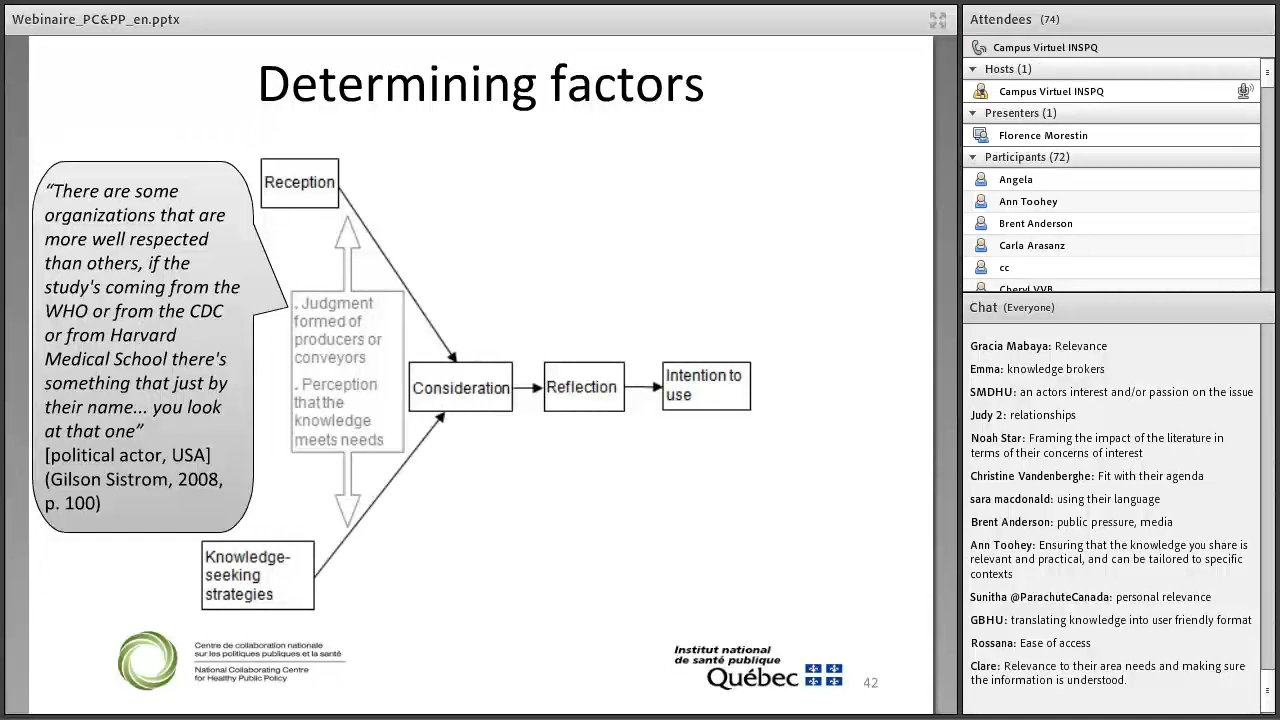 Webinaire_PC&PP_en.pptx
Determining factors
“There are some
organizations that are
more well respected
than others, if the
study's coming from the
WHO or from the CDC
or from Harvard
Medical School there's
something that just by
their name... you look
at that one”
[political actor, USA]
(Gilson Sistrom, 2008,
p. 100)
Reception
. Judgment
formed of
producers or
conveyors
. Perception
that the
knowledge
meets needs
Consideration
Reflection
Intention to
use
Knowledge-
seeking
strategies
Centre de collaboration nationale
sur les politiques publiques et la santé
National Collaborating Centre
for Healthy Public Policy
Institut national
de santé publique
Québec
42
Attendees (74)
Campus Virtuel INSPQ
Hosts (1)
Campus Virtuel INSPQ
Presenters (1)
Florence Morestin
Participants (72)
Angela
Ann Toohey
Brent Anderson
Carla Arasanz
cc
Cheryl VVB
Chat (Everyone)
Gracia Mabaya: Relevance
Emma: knowledge brokers
SMDHU: an actors interest and/or passion on the issue
Judy 2: relationships
Noah Star: Framing the impact of the literature in
terms of their concerns of interest
Christine Vandenberghe: Fit with their agenda
sara macdonald: using their language
Brent Anderson: public pressure, media
Ann Toohey: Ensuring that the knowledge you share is
relevant and practical, and can be tailored to specific
contexts
Sunitha @ParachuteCanada: personal relevance
GBHU: translating knowledge into user friendly format
Rossana: Ease of access
Clare: Relevance to their area needs and making sure
the information is understood.